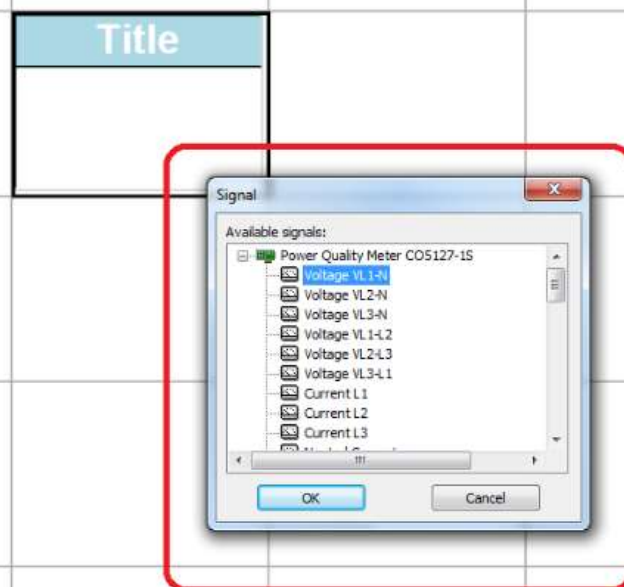 Title
Signal
Available signals:
Power Quality Meter CO5127-1S
Voltage VL1-N
Voltage VL2-N
Voltage VL3-N
Voltage VL1-L2
Voltage VL2-L3
Voltage VL3-L1
Current L1
Current L2
Current L3
OK Cancel